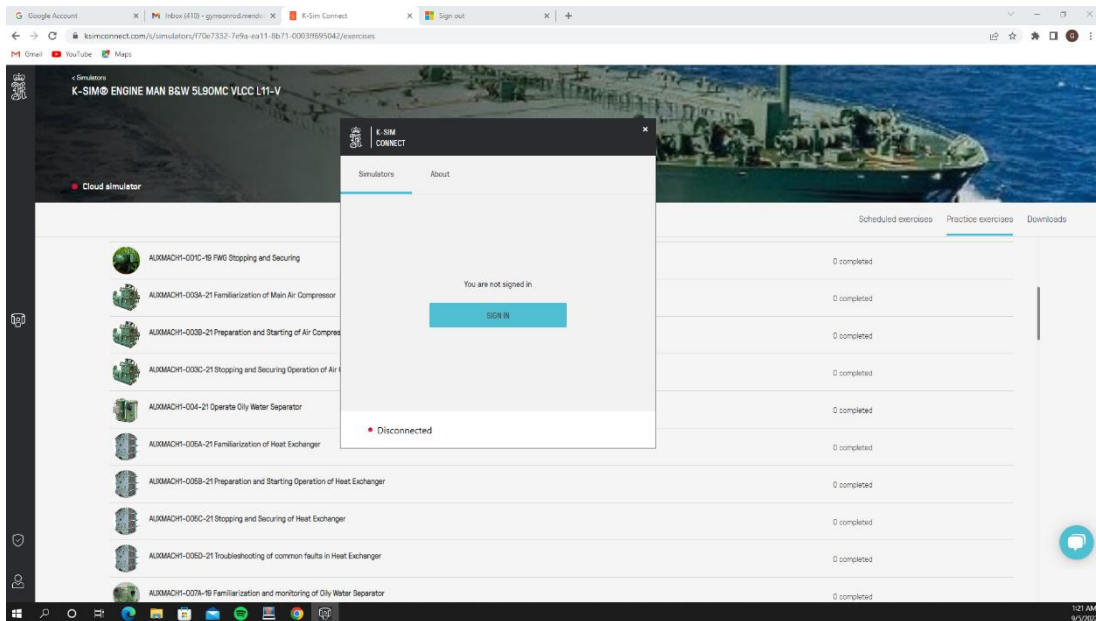 Google Account
Inbox (410) - gymsonrod.mendo
K-Sim Connect
Sign out
ksimconnect.com/s/simulators/f70e7332-7e9a-ea11-8b71-0003ff695042/exercises
Gmail
YouTube
Maps
G
< Simulators
K-SIM® ENGINE MAN B&W 5L90MC VLCC L11-V
Cloud simulator
K-SIM
CONNECT
Simulators
About
You are not signed in
SIGN IN
Disconnected
Scheduled exercises
Practice exercises
Downloads
AUXMACH1-001C-19 FWG Stopping and Securing
0 completed
AUXMACH1-003A-21 Familiarization of Main Air Compressor
0 completed
AUXMACH1-003B-21 Preparation and Starting of Air Compres
0 completed
AUXMACH1-003C-21 Stopping and Securing Operation of Air
0 completed
AUXMACH1-004-21 Operate Oily Water Separator
0 completed
AUXMACH1-005A-21 Familiarization of Heat Exchanger
0 completed
AUXMACH1-005B-21 Preparation and Starting Operation of Heat Exchanger
0 completed
AUXMACH1-005C-21 Stopping and Securing of Heat Exchanger
0 completed
AUXMACH1-005D-21 Troubleshooting of common faults in Heat Exchanger
0 completed
AUXMACH1-007A-19 Familiarization and monitoring of Oily Water Separator
0 completed
1:21 AM